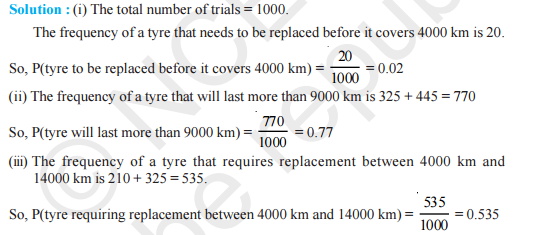 Solution : (i) The total number of trials = 1000.
The frequency of a tyre that needs to be replaced before it covers 4000 km is 20.
So, P(tyre to be replaced before it covers 4000 km) = 20/1000 = 0.02
(ii) The frequency of a tyre that will last more than 9000 km is 325 + 445 = 770
So, P(tyre will last more than 9000 km) = 770/1000 = 0.77
(iii) The frequency of a tyre that requires replacement between 4000 km and
14000 km is 210 + 325 = 535.
So, P(tyre requiring replacement between 4000 km and 14000 km) = 535/1000 = 0.535